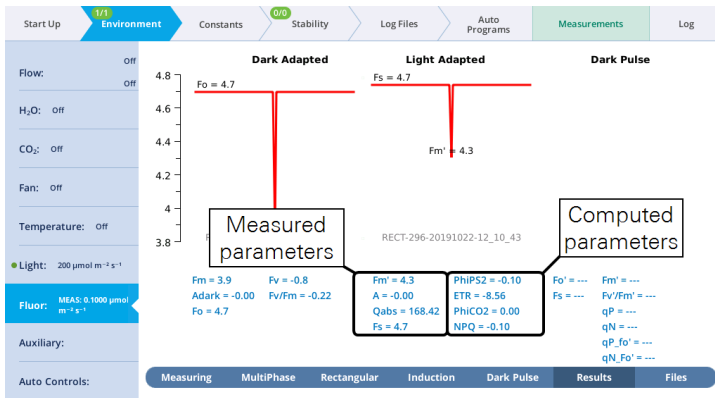 Start Up
1/1
Environment
Constants
0/0
Stability
Log Files
Auto
Programs
Measurements
Log
Flow:
Off
Off
H₂O: Off
CO₂: Off
Fan: Off
Temperature: Off
Light: 200 µmol m⁻² s⁻¹
Fluor: MEAS: 0.1000 µmol
m⁻² s⁻¹
Auxiliary:
Auto Controls:
Dark Adapted
Light Adapted
Dark Pulse
4.8
4.6
4.4
4.2
4
3.8
Fo = 4.7
Fs = 4.7
Fm' = 4.3
RECT-296-20191022-12_10_43
Measured
parameters
Computed
parameters
Fm = 3.9 Fv = -0.8
Adark = -0.00 Fv/Fm = -0.22
Fo = 4.7
Fm' = 4.3
A = -0.00
Qabs = 168.42
Fs = 4.7
PhiPS2 = -0.10
ETR = -8.56
PhiCO2 = 0.00
NPQ = -0.10
Fo' = --- Fm' = ---
Fs = --- Fv'/Fm' = ---
qP = ---
qN = ---
qP_fo' = ---
qN_Fo' = ---
Measuring
MultiPhase
Rectangular
Induction
Dark Pulse
Results
Files